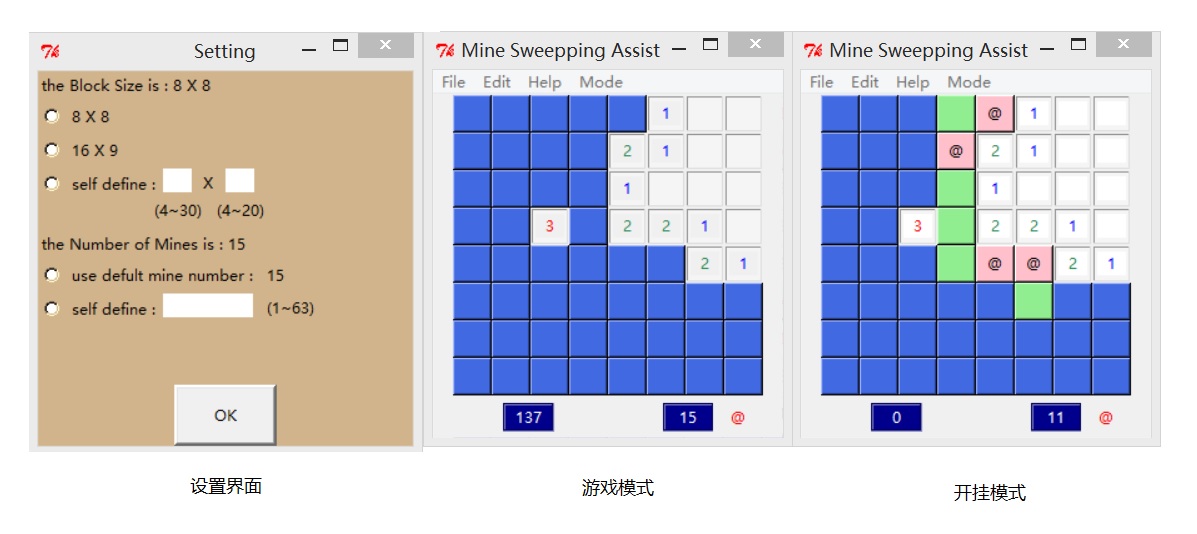 Setting
the Block Size is : 8 X 8
8 X 8
16 X 9
self define : X
(4~30) (4~20)
the Number of Mines is : 15
use defult mine number : 15
self define : (1~63)
OK
设置界面
Mine Sweepping Assist
File Edit Help Mode
1
2 1
1
3 2 2 1
2 1
137 15 @
游戏模式
Mine Sweepping Assist
File Edit Help Mode
@ 1
@ 2 1
1
3 2 2 1
@ @ 2 1
0 11 @
开挂模式